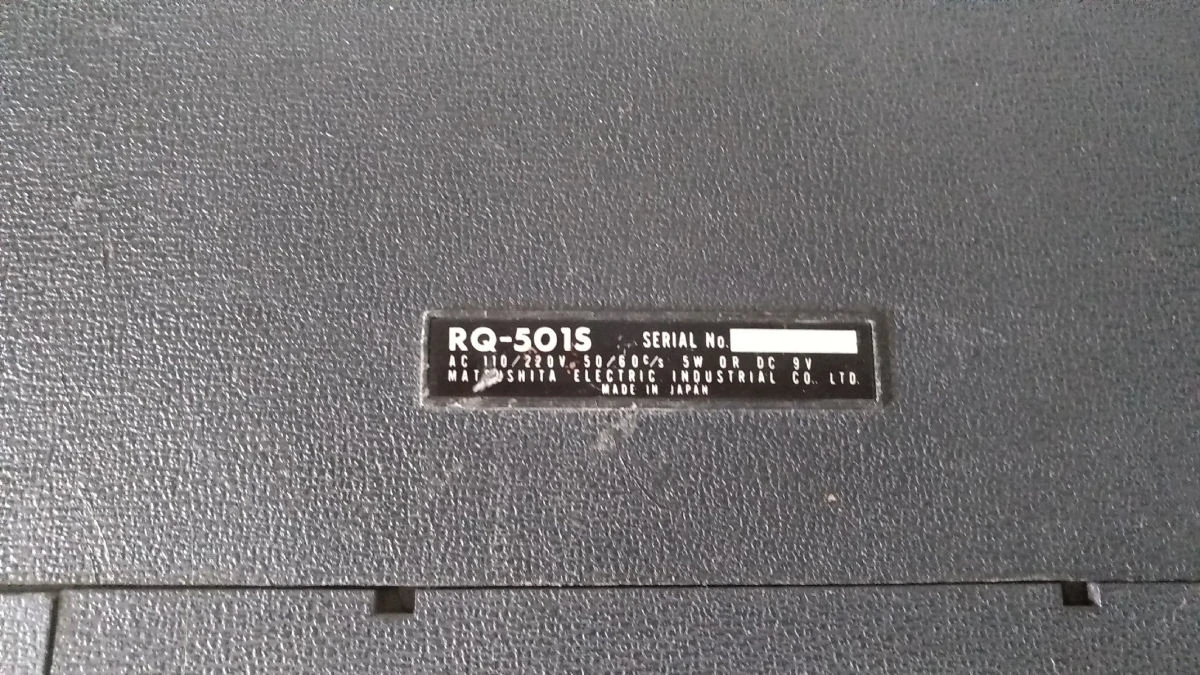 RQ-501S SERIAL No.
AC 110/220V 50/60c/s 5W OR DC 9V
MATSUSHITA ELECTRIC INDUSTRIAL CO., LTD.
MADE IN JAPAN